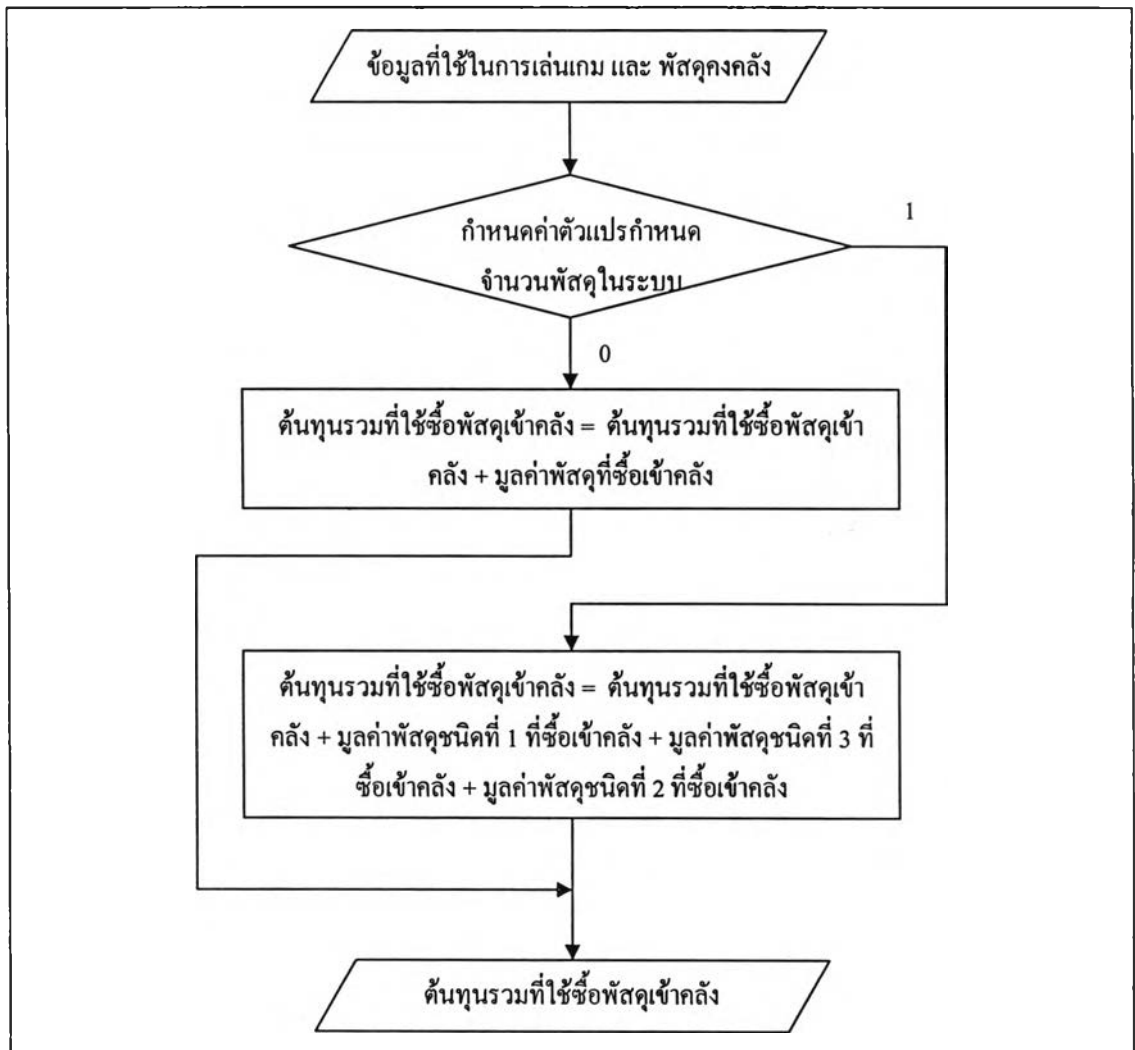 ข้อมูลที่ใช้ในการเล่นเกม และ พัสดุคงคลัง
1
กำหนดค่าตัวแปรกำหนด
จำนวนพัสดุในระบบ
0
ต้นทุนรวมที่ใช้ซื้อพัสดุเข้าคลัง = ต้นทุนรวมที่ใช้ซื้อพัสดุเข้า
คลัง + มูลค่าพัสดุที่ซื้อเข้าคลัง
ต้นทุนรวมที่ใช้ซื้อพัสดุเข้าคลัง = ต้นทุนรวมที่ใช้ซื้อพัสดุเข้า
คลัง + มูลค่าพัสดุชนิดที่ 1 ที่ซื้อเข้าคลัง + มูลค่าพัสดุชนิดที่ 3 ที่
ซื้อเข้าคลัง + มูลค่าพัสดุชนิดที่ 2 ที่ซื้อเข้าคลัง
ต้นทุนรวมที่ใช้ซื้อพัสดุเข้าคลัง